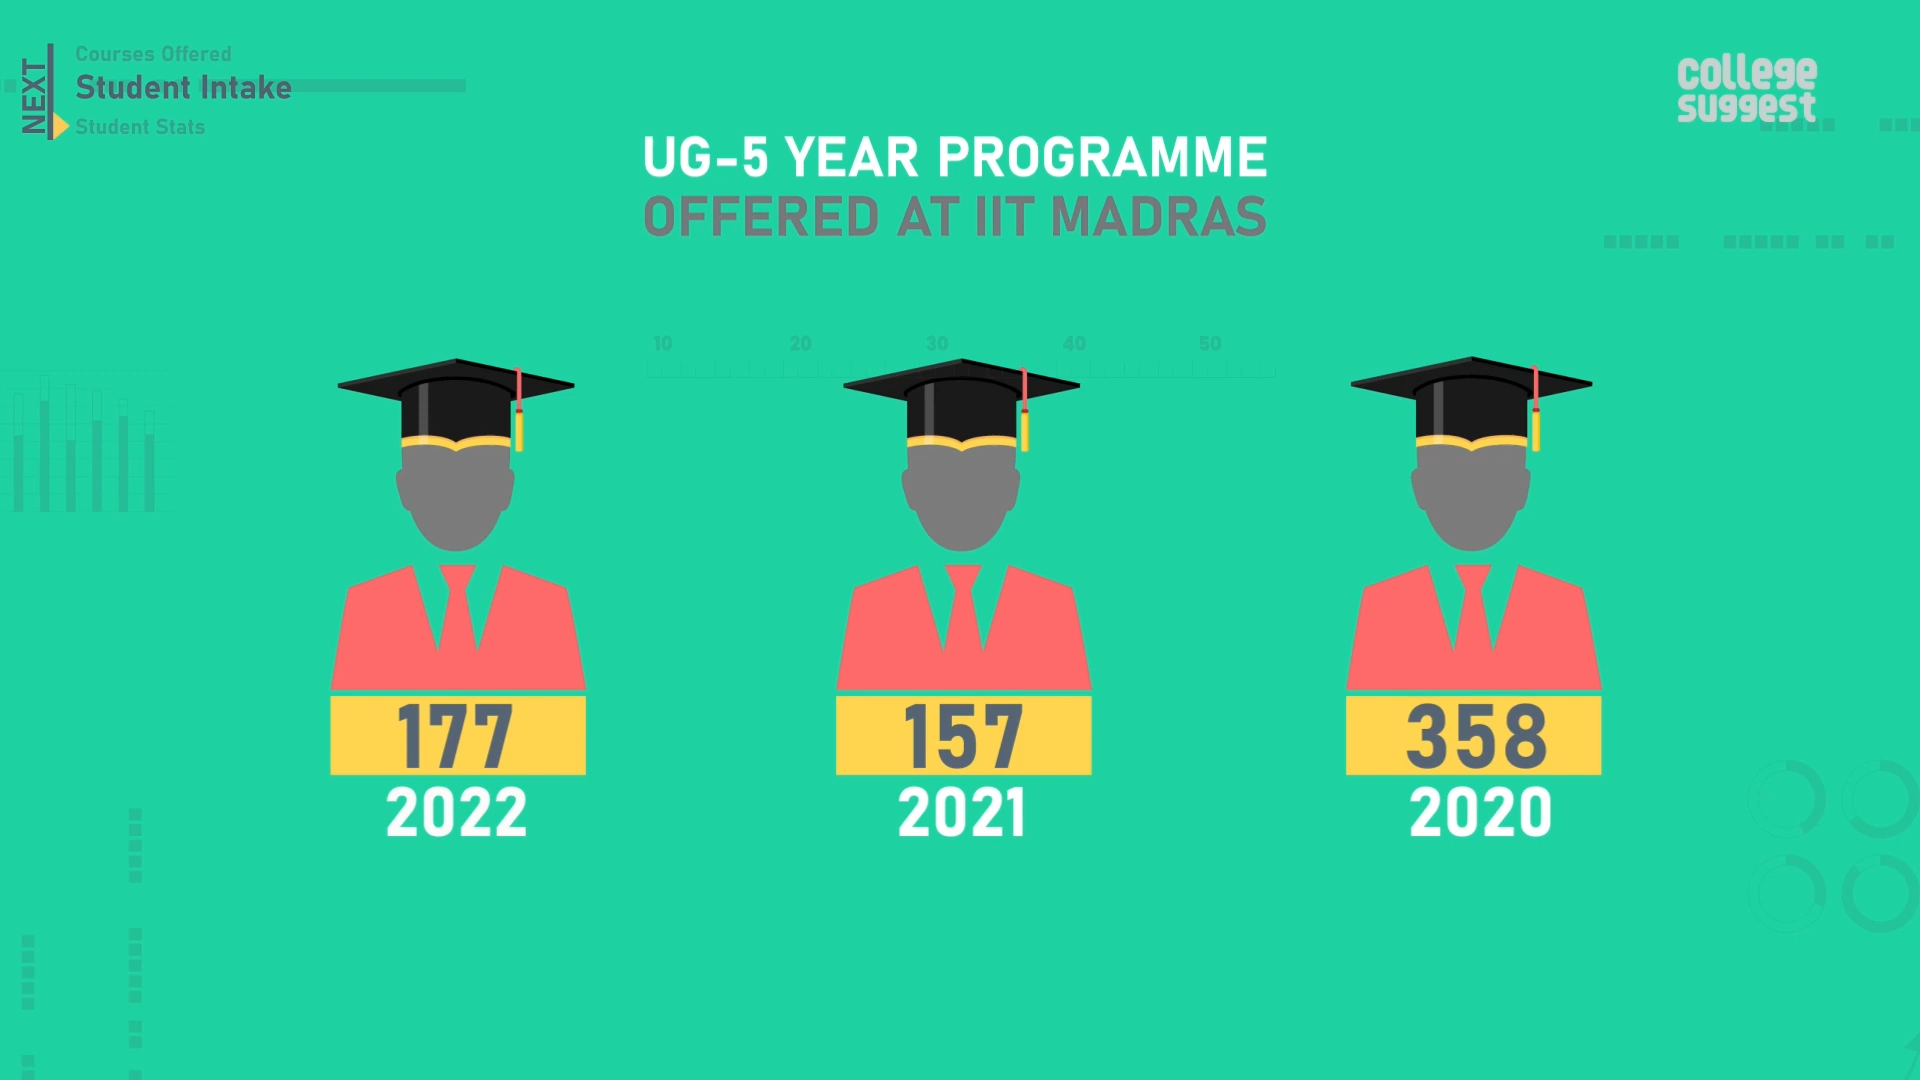 NEXT
Courses Offered
Student Intake
Student Stats
college
suggest
UG-5 YEAR PROGRAMME
OFFERED AT IIT MADRAS
10 20 30 40 50
177 157 358
2022 2021 2020